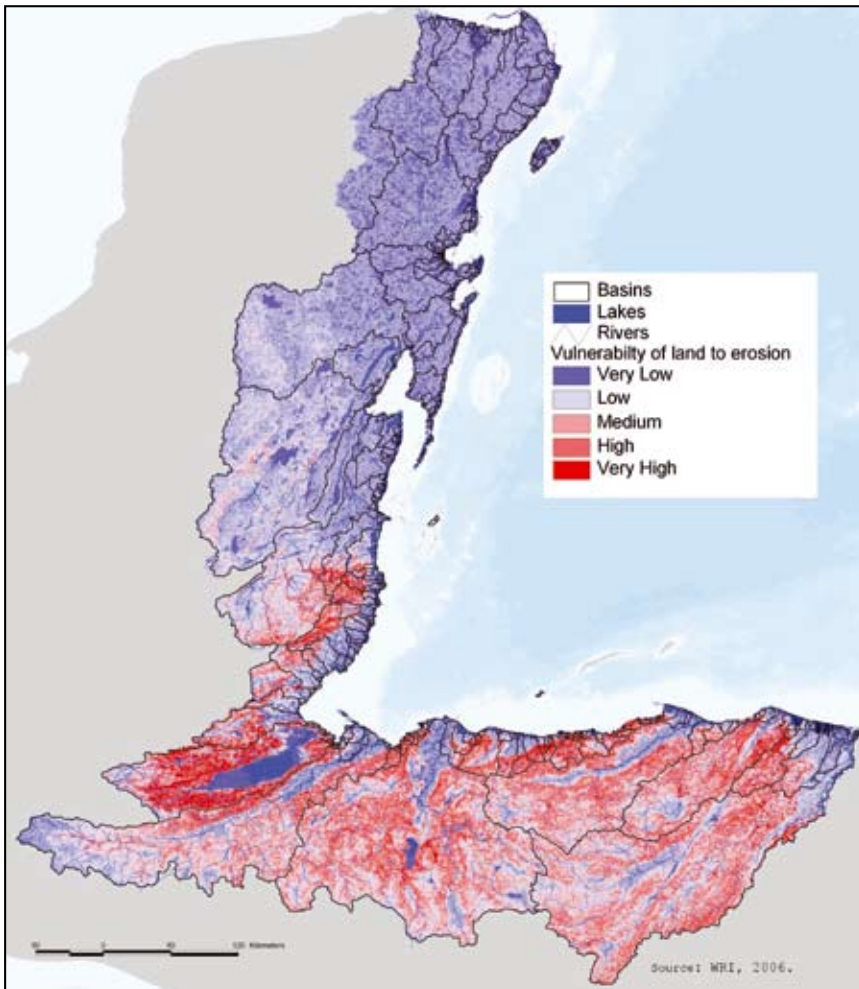 Basins
Lakes
Rivers
Vulnerabilty of land to erosion
Very Low
Low
Medium
High
Very High
0
120 Kilometers
Source: WRI, 2006.